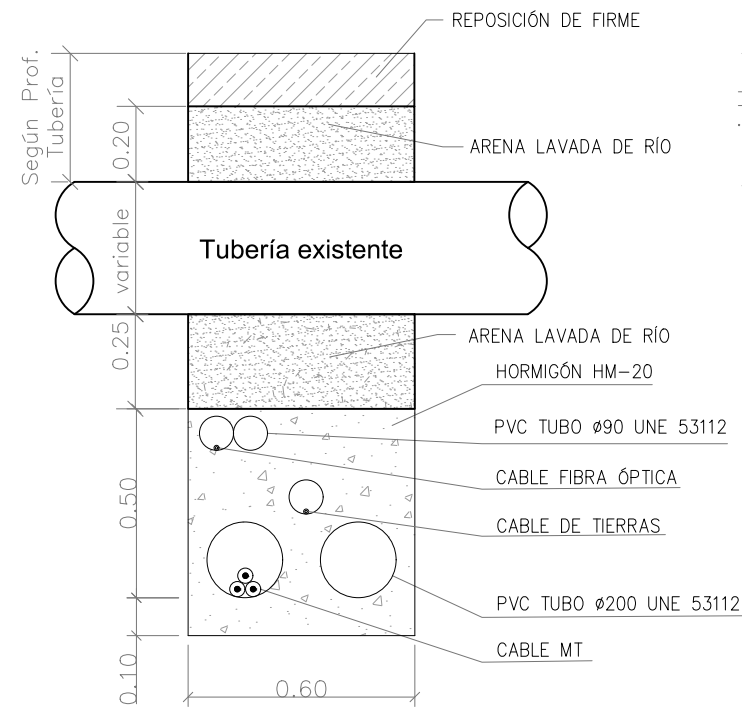 REPOSICIÓN DE FIRME
Según Prof.
Tubería
0.20
ARENA LAVADA DE RÍO
variable
Tubería existente
0.25
ARENA LAVADA DE RÍO
HORMIGÓN HM-20
PVC TUBO Ø90 UNE 53112
CABLE FIBRA ÓPTICA
0.50
CABLE DE TIERRAS
PVC TUBO Ø200 UNE 53112
CABLE MT
0.10
0.60